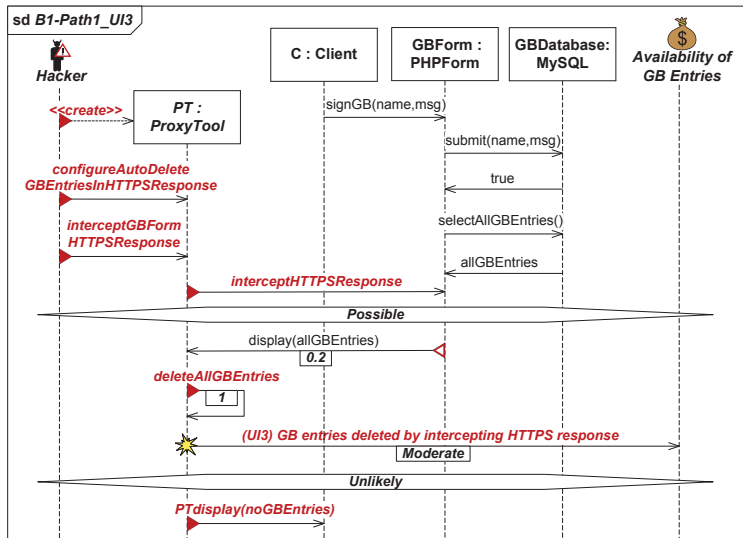 sd B1-Path1_UI3
Hacker
C : Client
GBForm :
PHPForm
GBDatabase:
MySQL
Availability of
GB Entries
<<create>>
PT :
ProxyTool
signGB(name,msg)
submit(name,msg)
configureAutoDelete
GBEntriesInHTTPSResponse
true
interceptGBForm
HTTPSResponse
selectAllGBEntries()
allGBEntries
interceptHTTPSResponse
Possible
display(allGBEntries)
0.2
deleteAllGBEntries
1
(UI3) GB entries deleted by intercepting HTTPS response
Moderate
Unlikely
PTdisplay(noGBEntries)